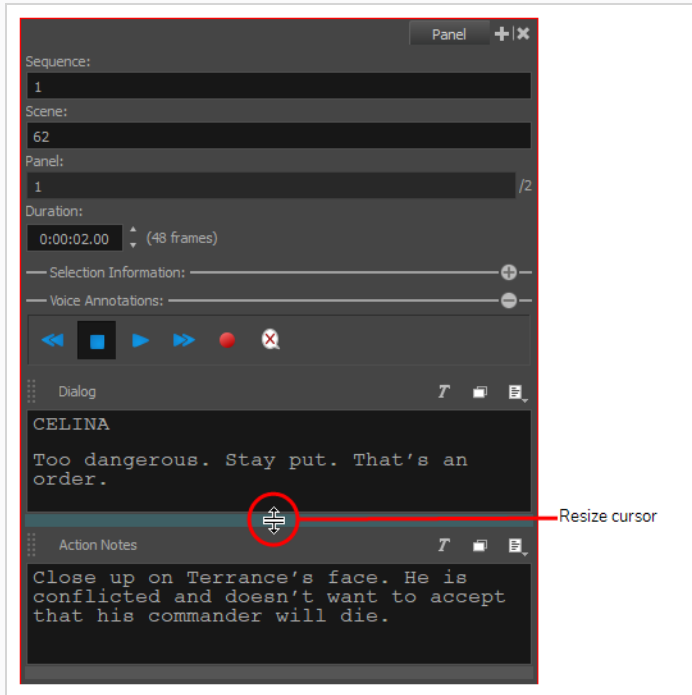 Panel
Sequence:
1
Scene:
62
Panel:
1 /2
Duration:
0:00:02.00 (48 frames)
Selection Information:
Voice Annotations:
Dialog T
CELINA
Too dangerous. Stay put. That's an
order.
Resize cursor
Action Notes T
Close up on Terrance's face. He is
conflicted and doesn't want to accept
that his commander will die.